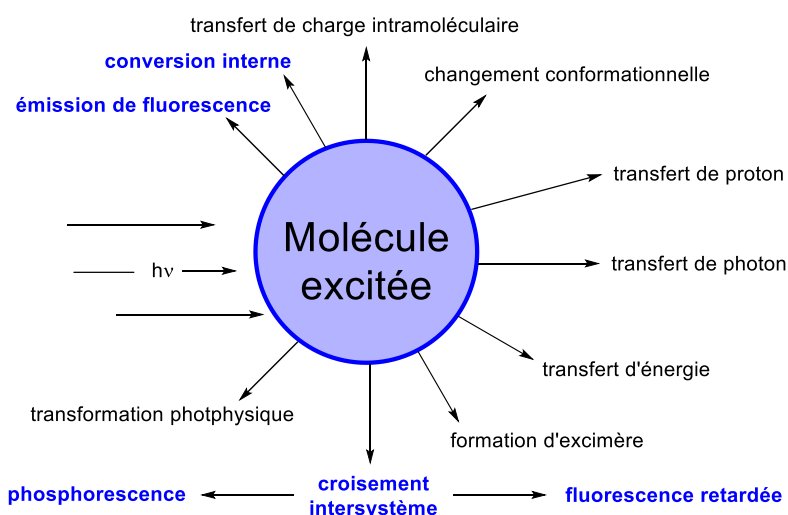 transfert de charge intramoléculaire
conversion interne
changement conformationnelle
émission de fluorescence
transfert de proton
Molécule
excitée
transfert de photon
hν
transfert d'énergie
transformation photphysique
formation d'excimère
croisement
intersystème
phosphorescence
fluorescence retardée